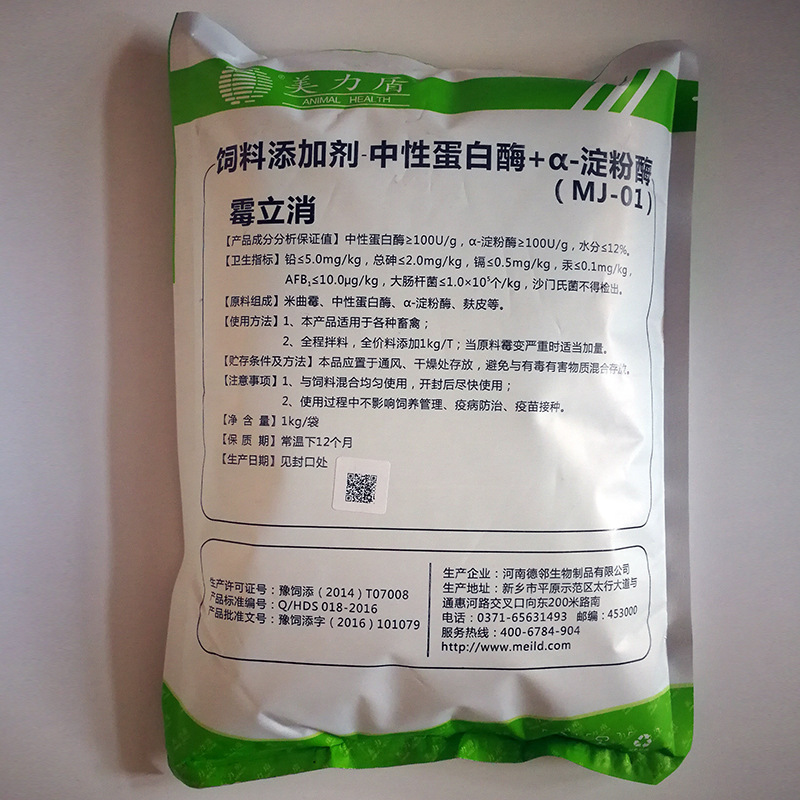 美力盾
ANIMAL HEALTH
饲料添加剂-中性蛋白酶+α-淀粉酶
(MJ-01)
霉立消
【产品成分分析保证值】中性蛋白酶≥100U/g，α-淀粉酶≥100U/g，水分≤12%。
【卫生指标】铅≤5.0mg/kg，总砷≤2.0mg/kg，镉≤0.5mg/kg，汞≤0.1mg/kg，
AFB₁≤10.0μg/kg，大肠杆菌≤1.0×10⁵个/kg，沙门氏菌不得检出。
【原料组成】米曲霉、中性蛋白酶、α-淀粉酶、麸皮等。
【使用方法】1、本产品适用于各种畜禽；
2、全程拌料，全价料添加1kg/T；当原料霉变严重时适当加量。
【贮存条件及方法】本品应置于通风、干燥处存放，避免与有毒有害物质混合存放。
【注意事项】1、与饲料混合均匀使用，开封后尽快使用；
2、使用过程中不影响饲养管理、疫病防治、疫苗接种。
【净 含 量】1kg/袋
【保 质 期】常温下12个月
【生产日期】见封口处
生产许可证号：豫饲添（2014）T07008
产品标准编号：Q/HDS 018-2016
产品批准文号：豫饲添字（2016）101079
生产企业：河南德邻生物制品有限公司
生产地址：新乡市平原示范区太行大道与
通惠河路交叉口向东200米路南
电话：0371-65631493 邮编：453000
服务热线：400-6784-904
http://www.meild.com